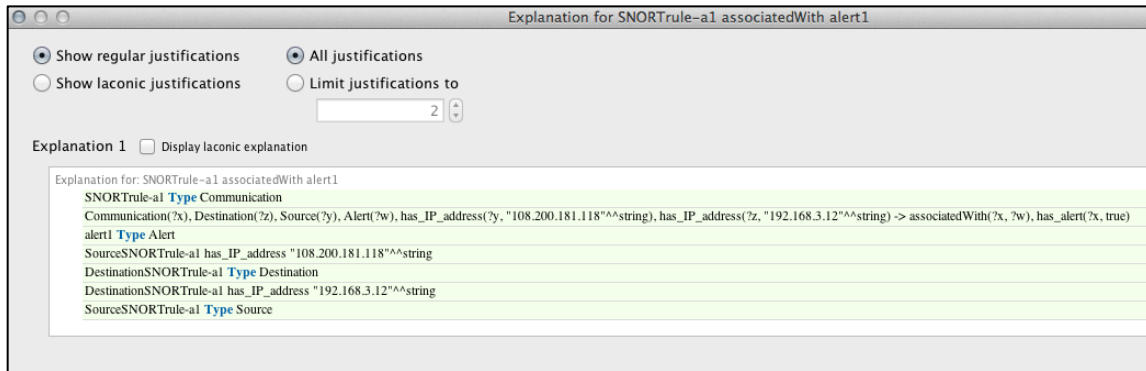 Explanation for SNORTrule-a1 associatedWith alert1
Show regular justifications All justifications
Show laconic justifications Limit justifications to
2
Explanation 1 Display laconic explanation
Explanation for: SNORTrule-a1 associatedWith alert1
SNORTrule-a1 Type Communication
Communication(?x), Destination(?z), Source(?y), Alert(?w), has_IP_address(?y, "108.200.181.118"^^string), has_IP_address(?z, "192.168.3.12"^^string) -> associatedWith(?x, ?w), has_alert(?x, true)
alert1 Type Alert
SourceSNORTrule-a1 has_IP_address "108.200.181.118"^^string
DestinationSNORTrule-a1 Type Destination
DestinationSNORTrule-a1 has_IP_address "192.168.3.12"^^string
SourceSNORTrule-a1 Type Source